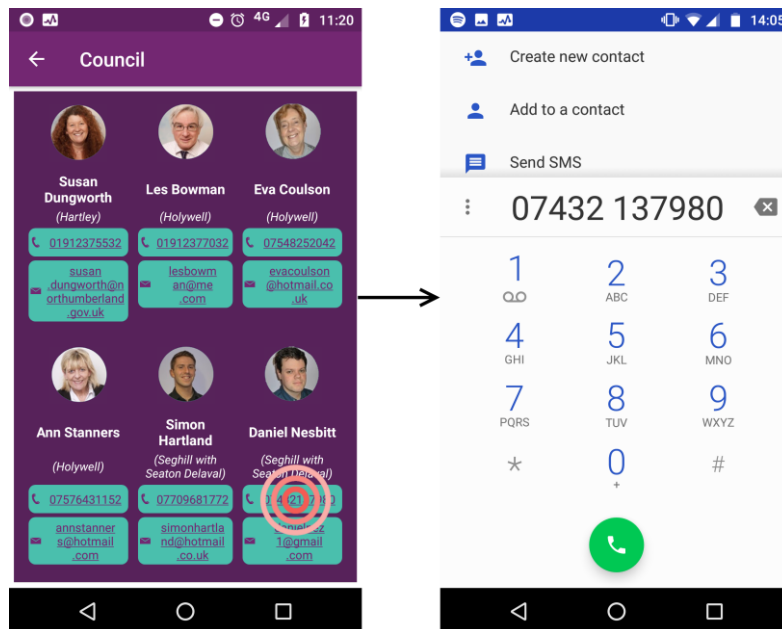 4G 11:20
Council
Susan
Dungworth
(Hartley)
01912375532
susan
.dungworth@n
orthumberland
.gov.uk
Les Bowman
(Holywell)
01912377032
lesbowm
an@me
.com
Eva Coulson
(Holywell)
07548252042
evacoulson
@hotmail.co
.uk
Ann Stanners
(Holywell)
07576431152
annstanner
s@hotmail
.com
Simon
Hartland
(Seghill with
Seaton Delaval)
07709681772
simonhartla
nd@hotmail
.co.uk
Daniel Nesbitt
(Seghill with
Seaton Delaval)
1@gmail
.com
14:05
Create new contact
Add to a contact
Send SMS
07432 137980
1
2 ABC
3 DEF
4 GHI
5 JKL
6 MNO
7 PQRS
8 TUV
9 WXYZ
*
0 +
#